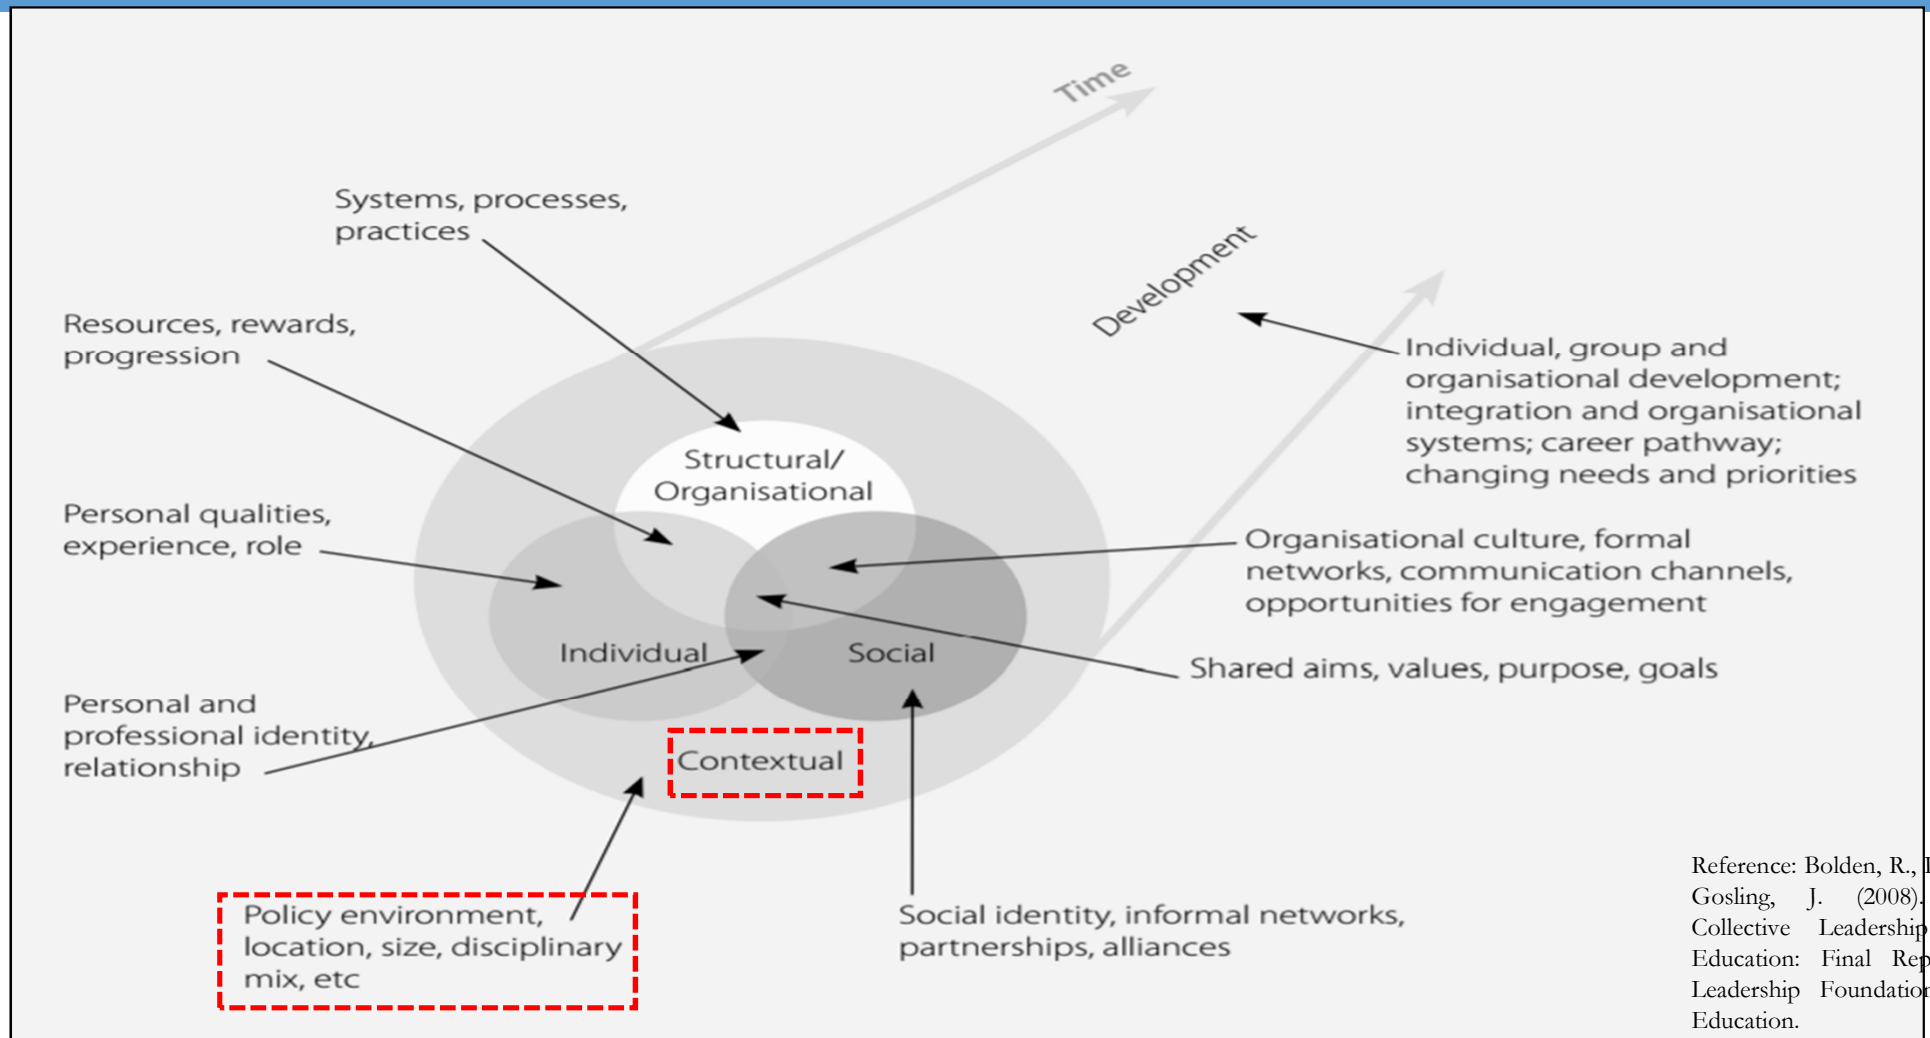 Time
Systems, processes,
practices
Development
Resources, rewards,
progression
Individual, group and
organisational development;
integration and organisational
systems; career pathway;
changing needs and priorities
Structural/
Organisational
Personal qualities,
experience, role
Organisational culture, formal
networks, communication channels,
opportunities for engagement
Individual
Social
Shared aims, values, purpose, goals
Personal and
professional identity,
relationship
Contextual
Policy environment,
location, size, disciplinary
mix, etc
Social identity, informal networks,
partnerships, alliances
Reference: Bolden, R.,
Gosling, J. (2008).
Collective Leadership
Education: Final
Leadership
Education.